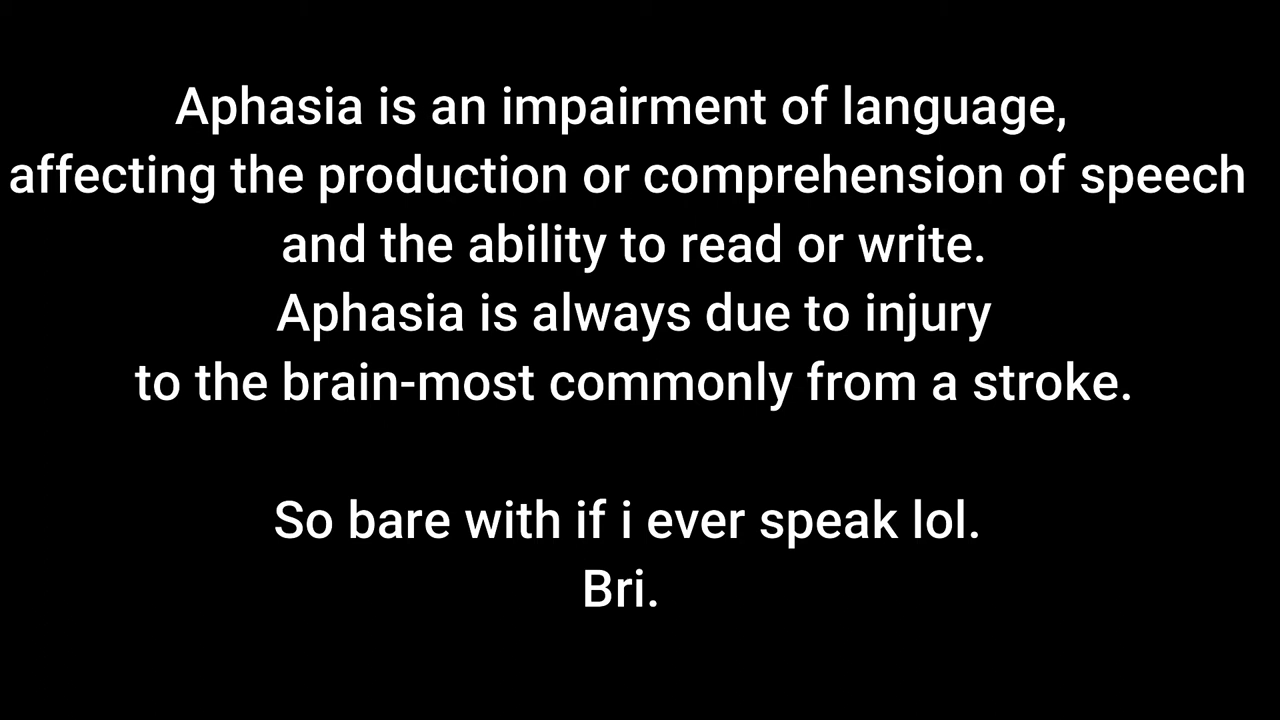 Aphasia is an impairment of language,
affecting the production or comprehension of speech
and the ability to read or write.
Aphasia is always due to injury
to the brain-most commonly from a stroke.
So bare with if i ever speak lol.
Bri.